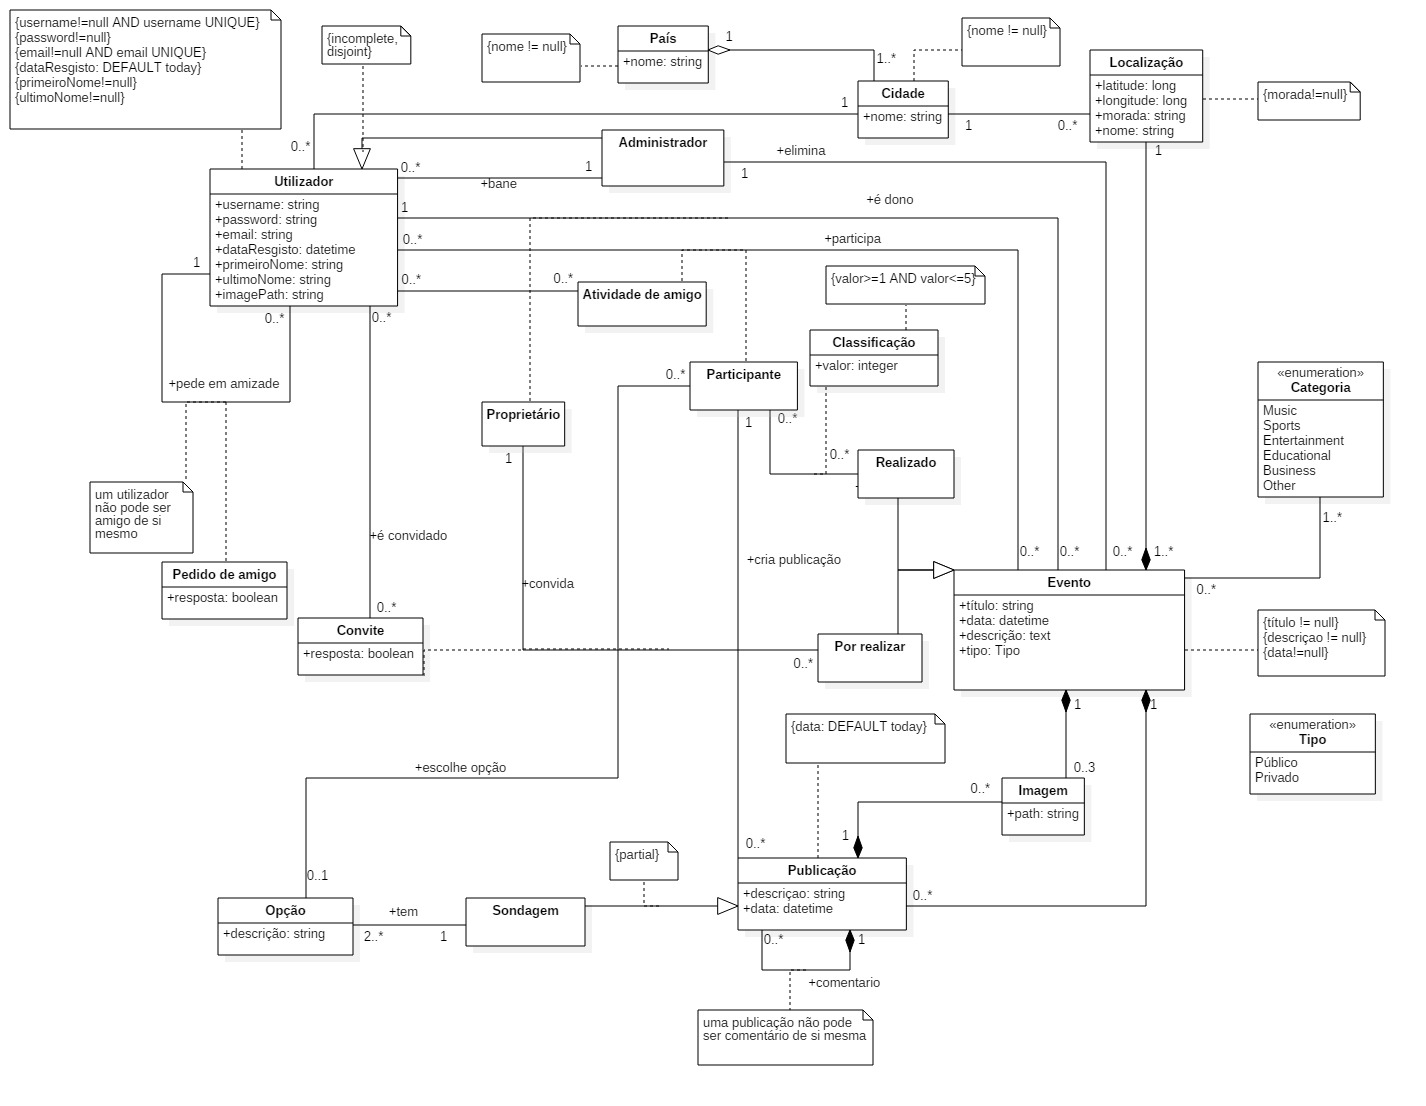 {username!=null AND username UNIQUE}
{password!=null}
{email!=null AND email UNIQUE}
{dataResgisto: DEFAULT today}
{primeiroNome!=null}
{ultimoNome!=null}
{incomplete,
disjoint}
{nome != null}
País
+nome: string
1
1..*
{nome != null}
Cidade
+nome: string
1
1
0..*
Localização
+latitude: long
+longitude: long
+morada: string
+nome: string
1
{morada!=null}
0..*
Administrador
0..*
1
+bane
+elimina
1
Utilizador
+username: string
+password: string
+email: string
+dataResgisto: datetime
+primeiroNome: string
+ultimoNome: string
+imagePath: string
1
+é dono
0..*
+participa
0..*
0..*
Atividade de amigo
1
0..*
0..*
+pede em amizade
{valor>=1 AND valor<=5}
Classificação
+valor: integer
0..*
Participante
1
0..*
Proprietário
1
0..*
Realizado
«enumeration»
Categoria
Music
Sports
Entertainment
Educational
Business
Other
1..*
um utilizador
não pode ser
amigo de si
mesmo
Pedido de amigo
+resposta: boolean
+é convidado
+convida
+cria publicação
0..*
0..*
0..*
1..*
0..*
Evento
+título: string
+data: datetime
+descrição: text
+tipo: Tipo
0..*
Convite
+resposta: boolean
Por realizar
0..*
{título != null}
{descriçao != null}
{data!=null}
1
1
«enumeration»
Tipo
Público
Privado
{data: DEFAULT today}
+escolhe opção
0..3
0..*
Imagem
+path: string
1
0..*
{partial}
0..1
Publicação
+descriçao: string
+data: datetime
0..*
Opção
+descrição: string
+tem
2..*
1
Sondagem
0..*
1
+comentario
uma publicação não pode
ser comentário de si mesma